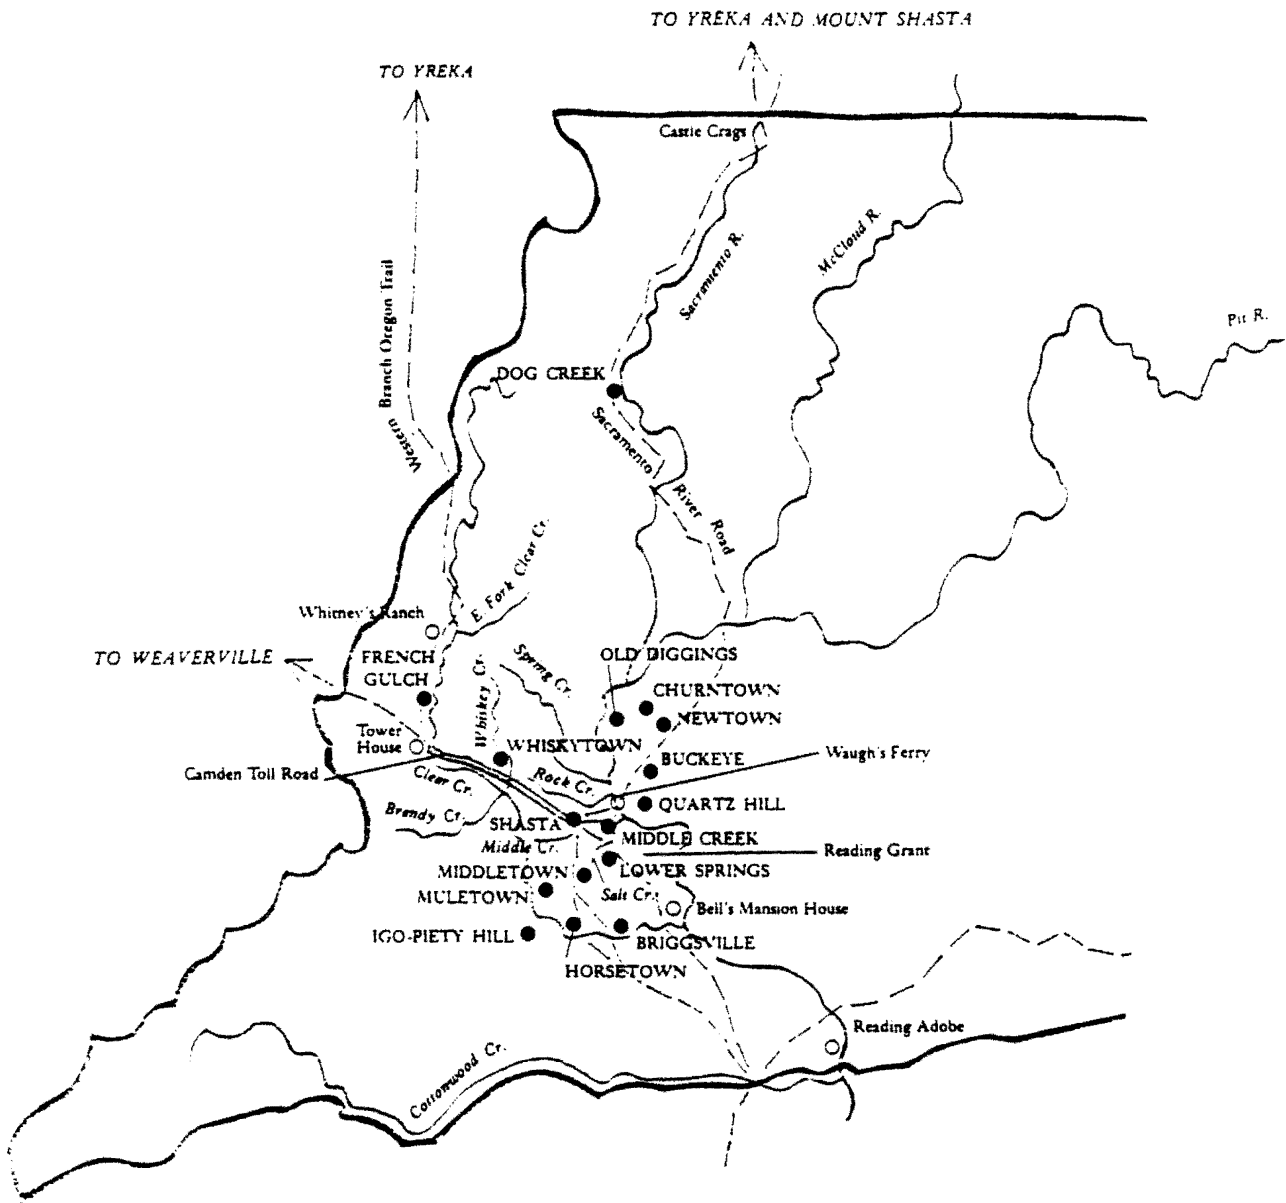 TO YREKA AND MOUNT SHASTA
TO YREKA
Castle Crags
McCloud R.
Sacramento R.
Pit R.
Western Branch Oregon Trail
DOG CREEK
Sacramento River Road
E. Fork Clear Cr.
Whitney's Ranch
TO WEAVERVILLE
FRENCH
GULCH
Spring Cr.
OLD DIGGINGS
Whiskey Cr.
CHURNTOWN
NEWTOWN
Tower
House
WHISKYTOWN
BUCKEYE
Waugh's Ferry
Camden Toll Road
Clear Cr.
Rock Cr.
Brandy Cr.
QUARTZ HILL
SHASTA
MIDDLE CREEK
Middle Cr.
Reading Grant
MIDDLETOWN
LOWER SPRINGS
MULETOWN
Salt Cr.
Bell's Mansion House
IGO-PIETY HILL
BRIGGSVILLE
HORSETOWN
Reading Adobe
Cottonwood Cr.